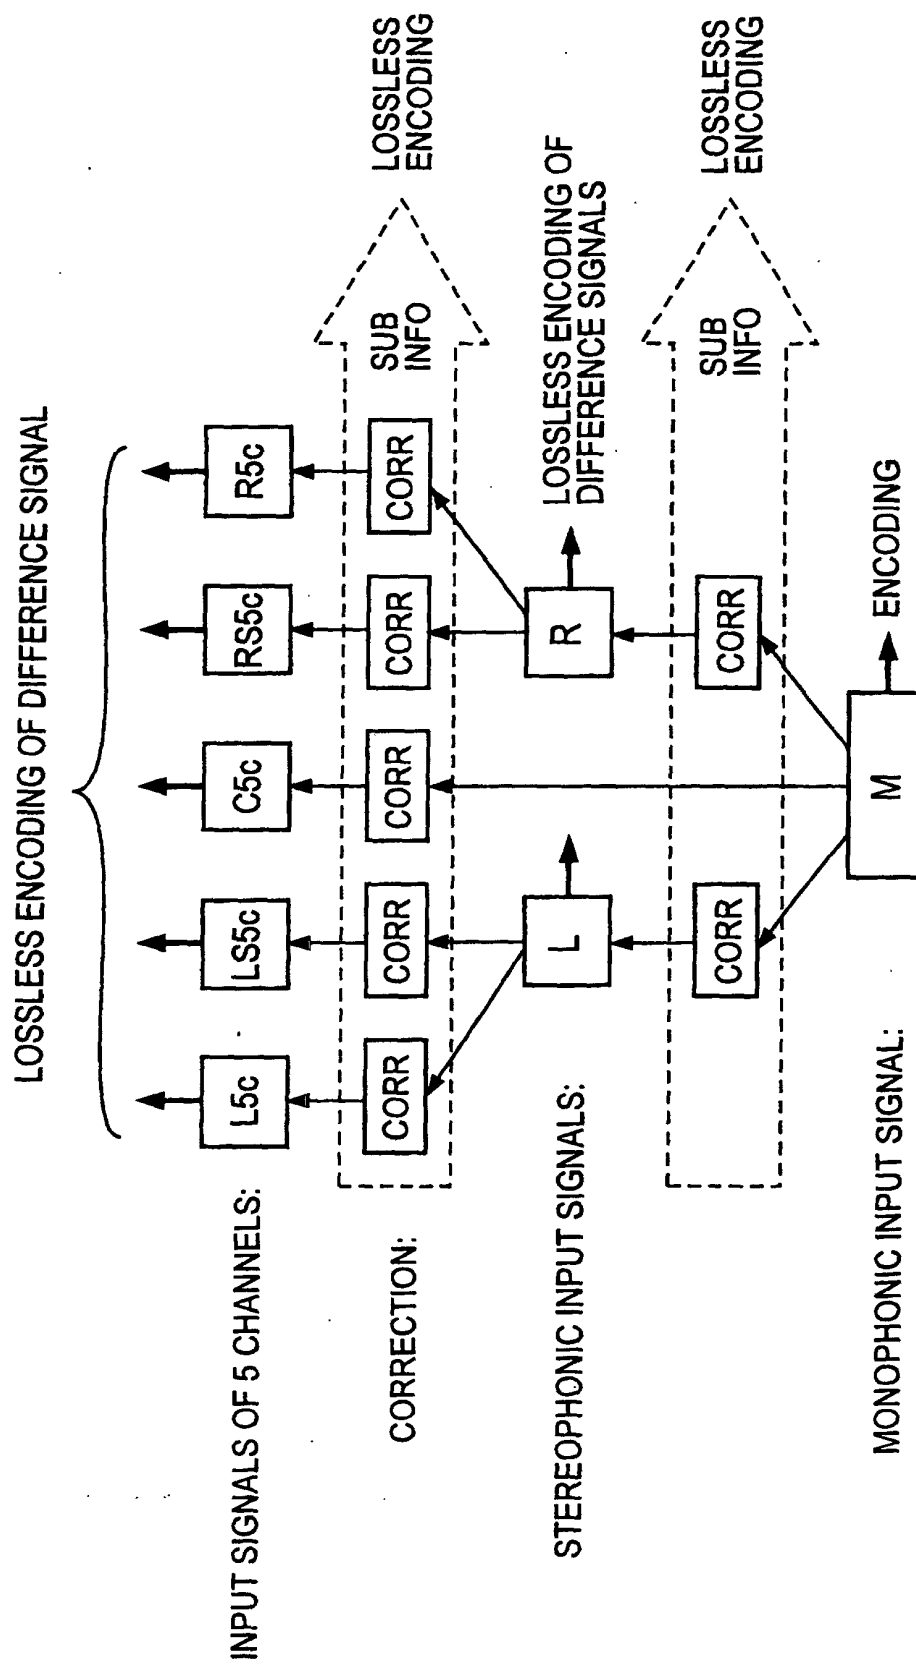 LOSSLESS ENCODING OF DIFFERENCE SIGNAL
INPUT SIGNALS OF 5 CHANNELS:
L5c
LS5c
C5c
RS5c
R5c
CORRECTION:
CORR
CORR
CORR
CORR
CORR
SUB
INFO
LOSSLESS
ENCODING
STEREOPHONIC INPUT SIGNALS:
L
R
LOSSLESS ENCODING OF
DIFFERENCE SIGNALS
CORR
CORR
SUB
INFO
LOSSLESS
ENCODING
MONOPHONIC INPUT SIGNAL:
M
ENCODING